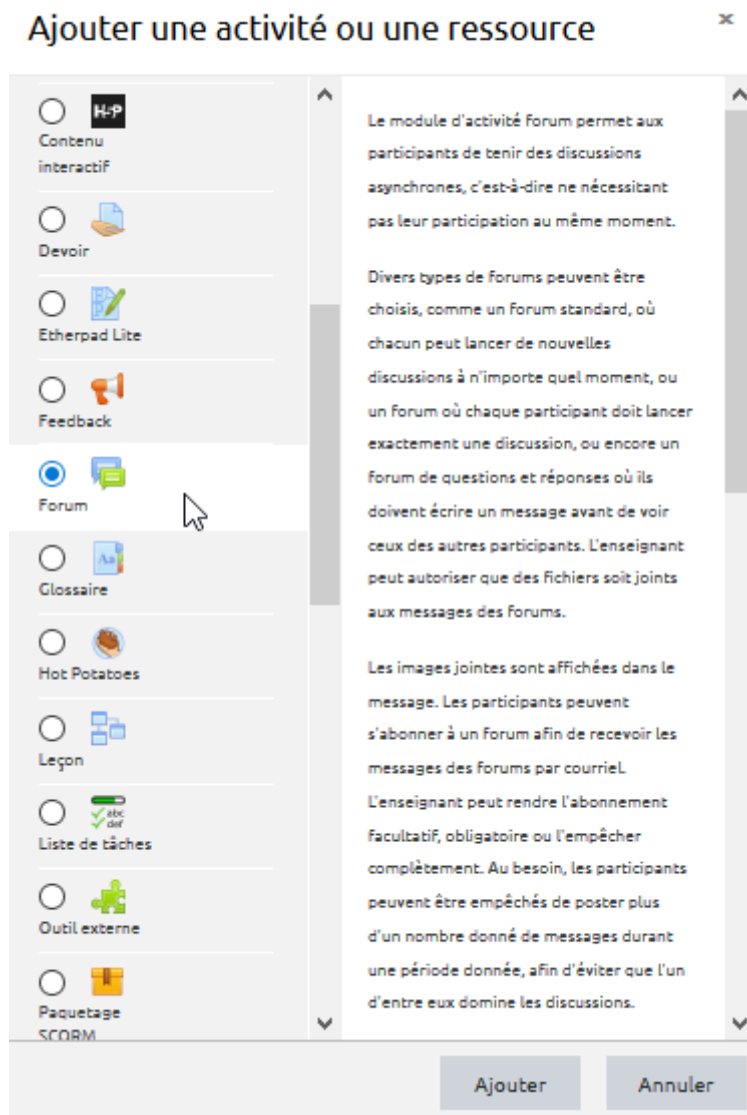 Ajouter une activité ou une ressource
×
H-P
Contenu
interactif
Devoir
Etherpad Lite
Feedback
Forum
Aa
Glossaire
Hot Potatoes
Leçon
abc
def
Liste de tâches
Outil externe
Paquetage
SCORM
Le module d'activité forum permet aux
participants de tenir des discussions
asynchrones, c'est-à-dire ne nécessitant
pas leur participation au même moment.
Divers types de forums peuvent être
choisis, comme un forum standard, où
chacun peut lancer de nouvelles
discussions à n'importe quel moment, ou
un forum où chaque participant doit lancer
exactement une discussion, ou encore un
forum de questions et réponses où ils
doivent écrire un message avant de voir
ceux des autres participants. L'enseignant
peut autoriser que des fichiers soit joints
aux messages des forums.
Les images jointes sont affichées dans le
message. Les participants peuvent
s'abonner à un forum afin de recevoir les
messages des forums par courriel.
L'enseignant peut rendre l'abonnement
facultatif, obligatoire ou l'empêcher
complètement. Au besoin, les participants
peuvent être empêchés de poster plus
d'un nombre donné de messages durant
une période donnée, afin d'éviter que l'un
d'entre eux domine les discussions.
Ajouter
Annuler